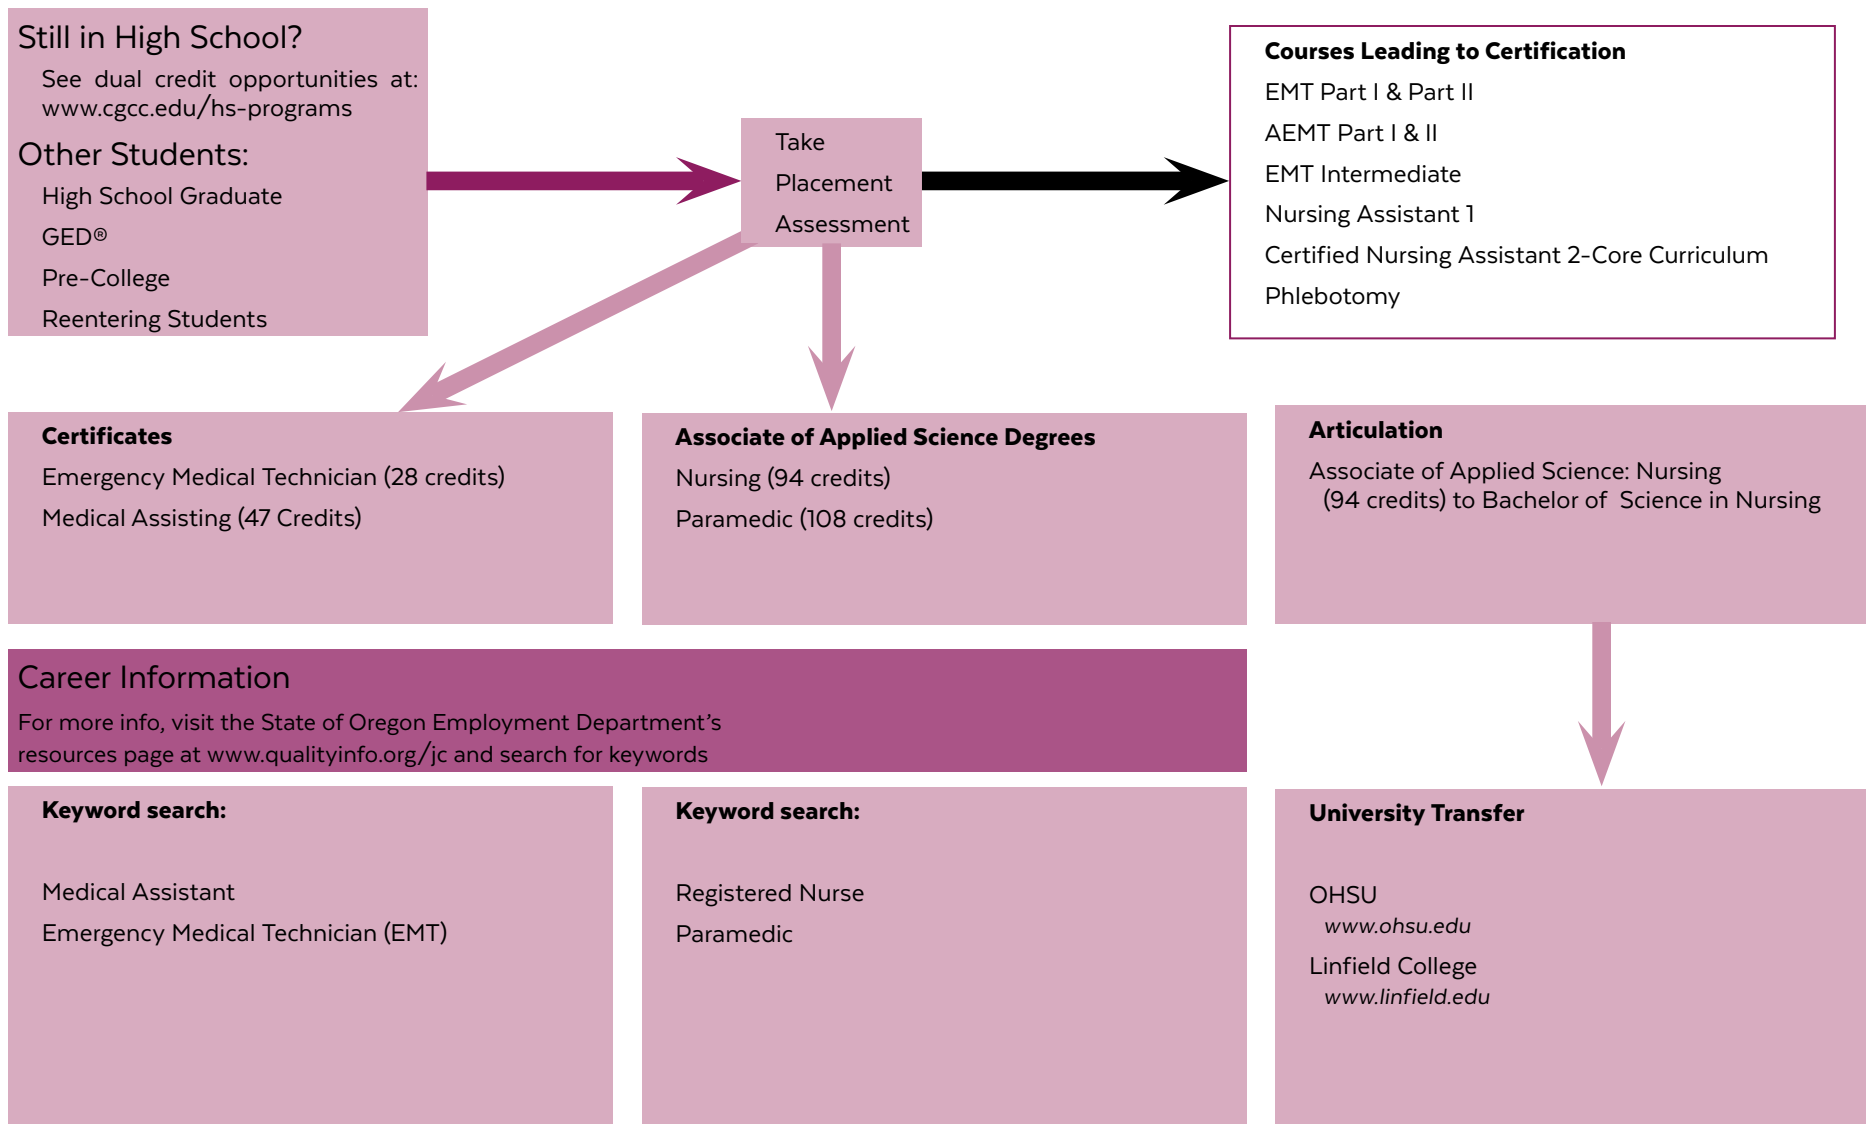 Still in High School?
See dual credit opportunities at:
www.cgcc.edu/hs-programs
Other Students:
High School Graduate
GED®
Pre-College
Reentering Students
Take
Placement
Assessment
Courses Leading to Certification
EMT Part I & Part II
AEMT Part I & II
EMT Intermediate
Nursing Assistant 1
Certified Nursing Assistant 2-Core Curriculum
Phlebotomy
Certificates
Emergency Medical Technician (28 credits)
Medical Assisting (47 Credits)
Associate of Applied Science Degrees
Nursing (94 credits)
Paramedic (108 credits)
Articulation
Associate of Applied Science: Nursing
(94 credits) to Bachelor of Science in Nursing
Career Information
For more info, visit the State of Oregon Employment Department's
resources page at www.qualityinfo.org/jc and search for keywords
Keyword search:
Medical Assistant
Emergency Medical Technician (EMT)
Keyword search:
Registered Nurse
Paramedic
University Transfer
OHSU
www.ohsu.edu
Linfield College
www.linfield.edu